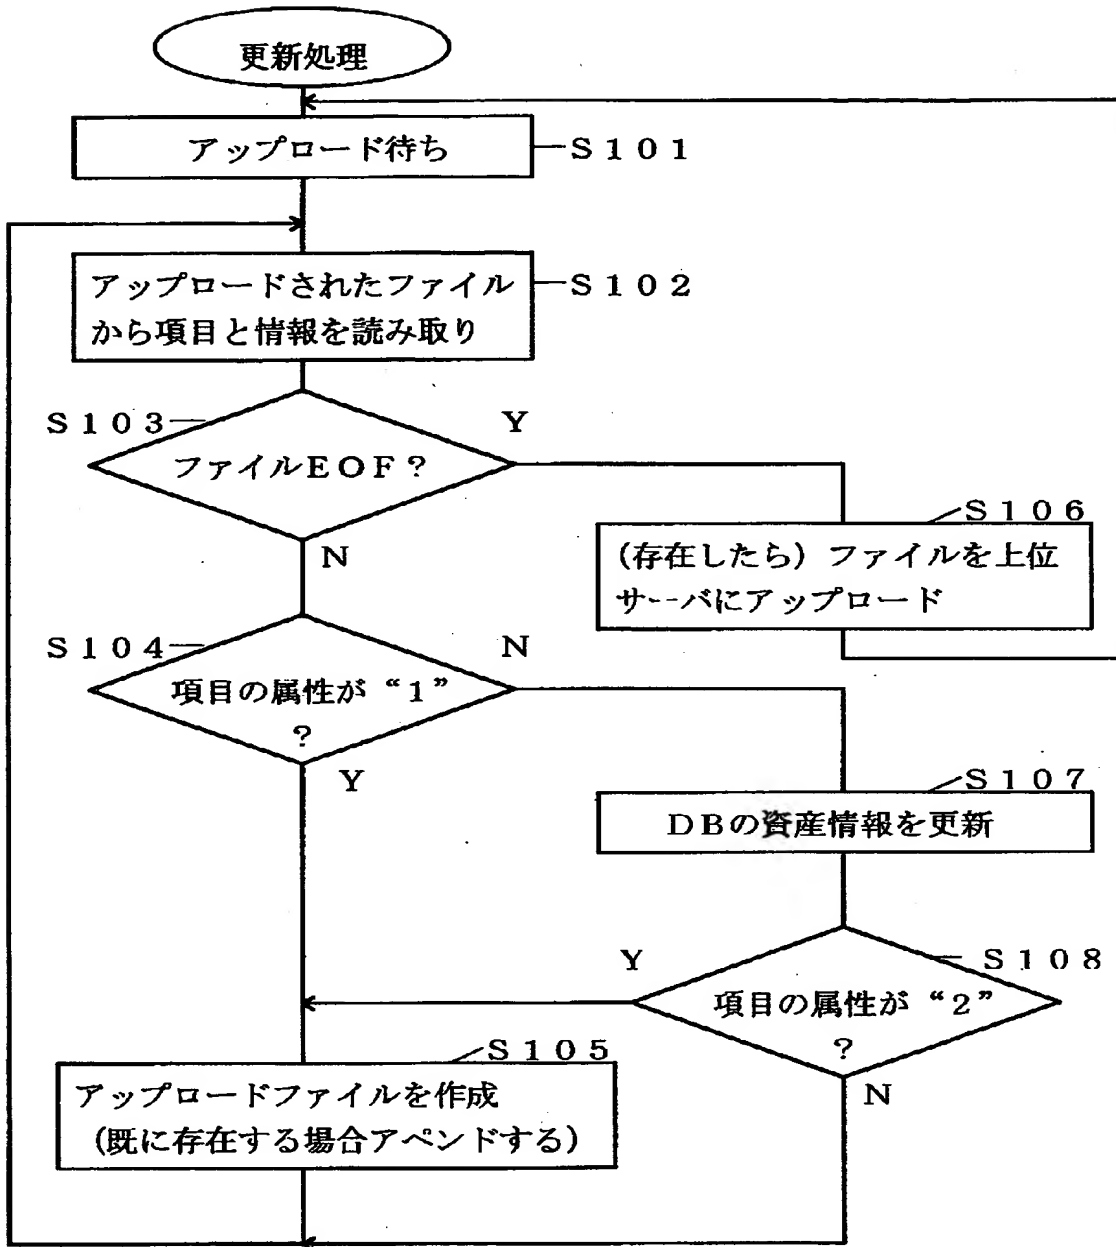 更新処理
アップロード待ち
S101
アップロードされたファイル
から項目と情報を読み取り
S102
S103
Y
ファイルEOF?
N
S106
(存在したら) ファイルを上位
サーバにアップロード
S104
N
項目の属性が“1”
?
Y
S107
DBの資産情報を更新
Y
S108
項目の属性が“2”
?
N
S105
アップロードファイルを作成
(既に存在する場合アペンドする)